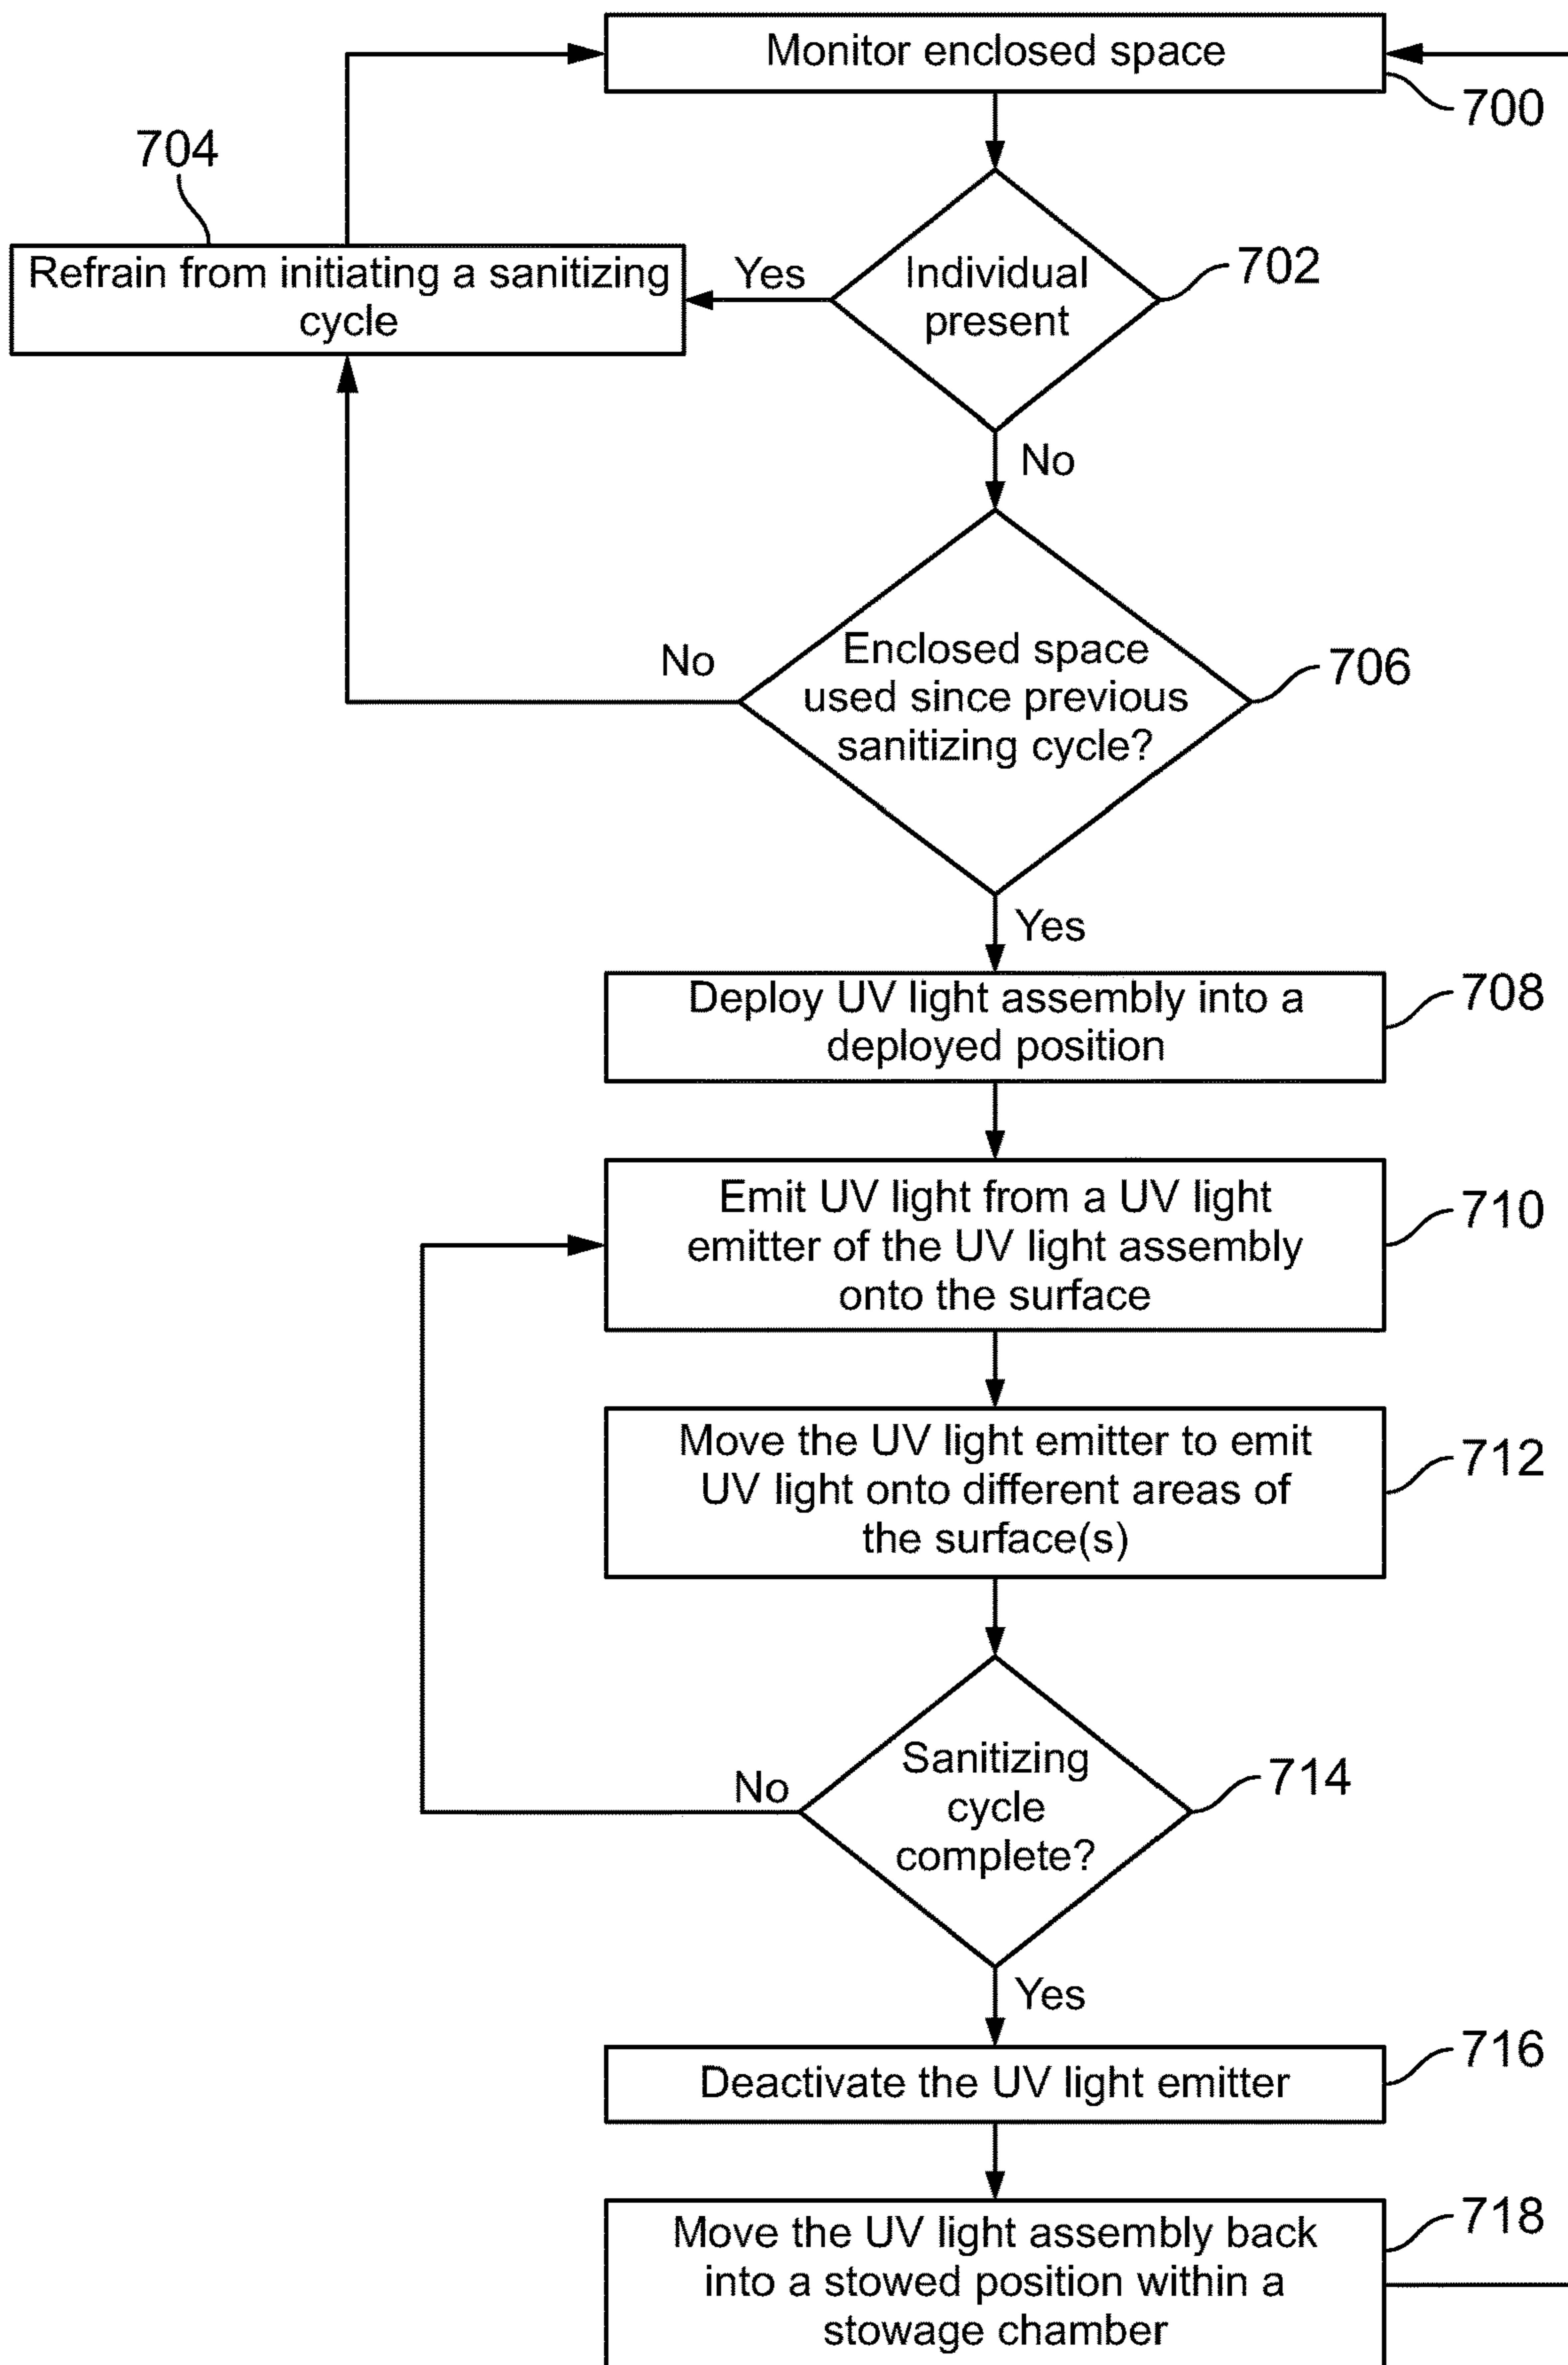 Monitor enclosed space
700
704
Refrain from initiating a sanitizing
cycle
Yes
Individual
present
702
No
No
Enclosed space
used since previous
sanitizing cycle?
706
Yes
Deploy UV light assembly into a
deployed position
708
Emit UV light from a UV light
emitter of the UV light assembly
onto the surface
710
Move the UV light emitter to emit
UV light onto different areas of
the surface(s)
712
No
Sanitizing
cycle
complete?
714
Yes
Deactivate the UV light emitter
716
Move the UV light assembly back
into a stowed position within a
stowage chamber
718